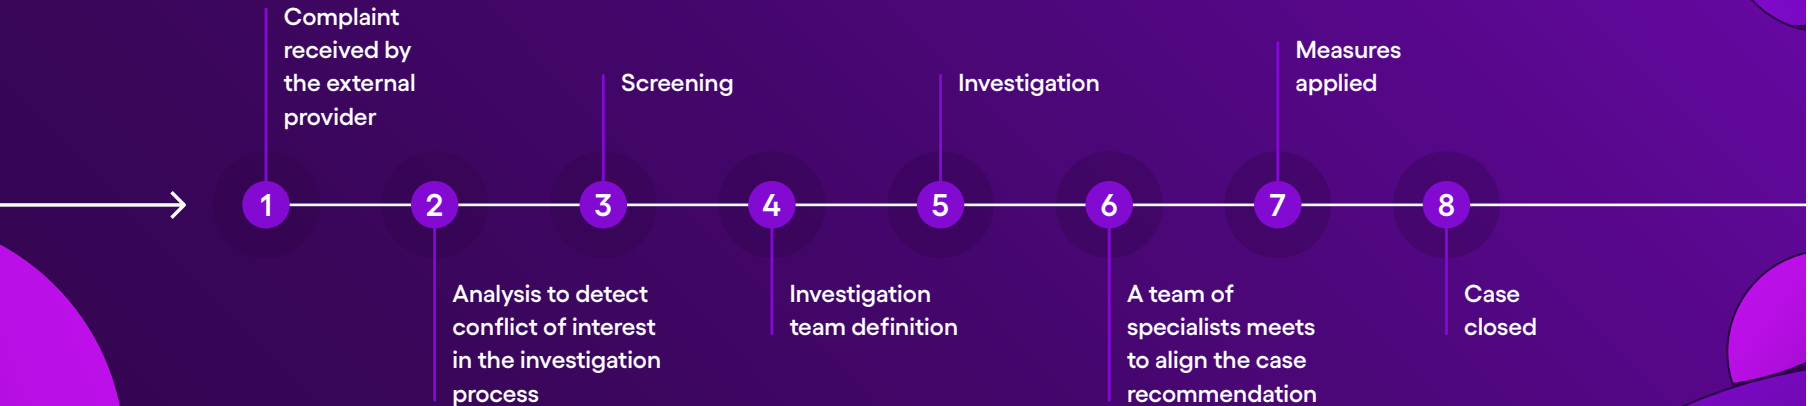 1
Complaint
received by
the external
provider
2
Analysis to detect
conflict of interest
in the investigation
process
3
Screening
4
Investigation
team definition
5
Investigation
6
A team of
specialists meets
to align the case
recommendation
7
Measures
applied
8
Case
closed